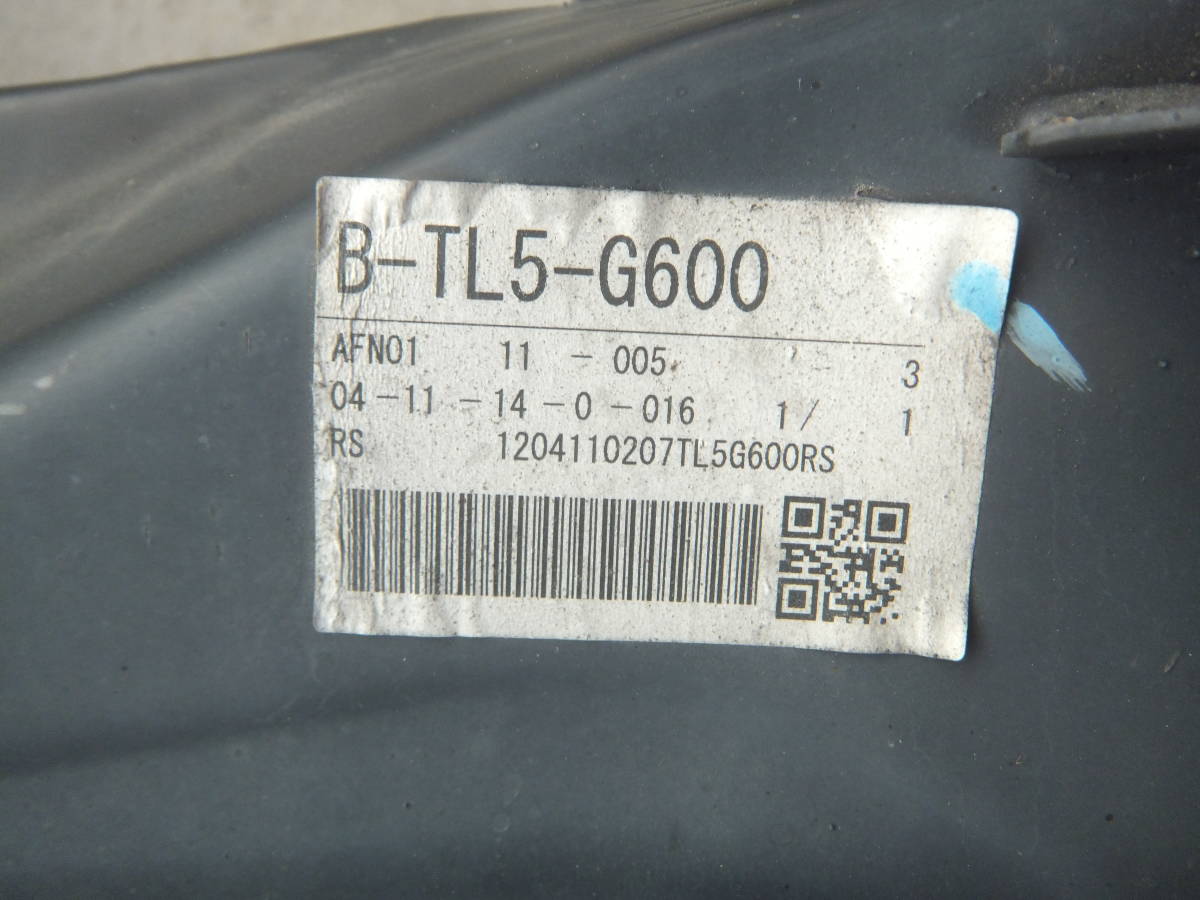 B-TL5-G600
AFN01 11 - 005 - 3
04-11 -14-0 -016 1/ 1
RS 1204110207TL5G600RS